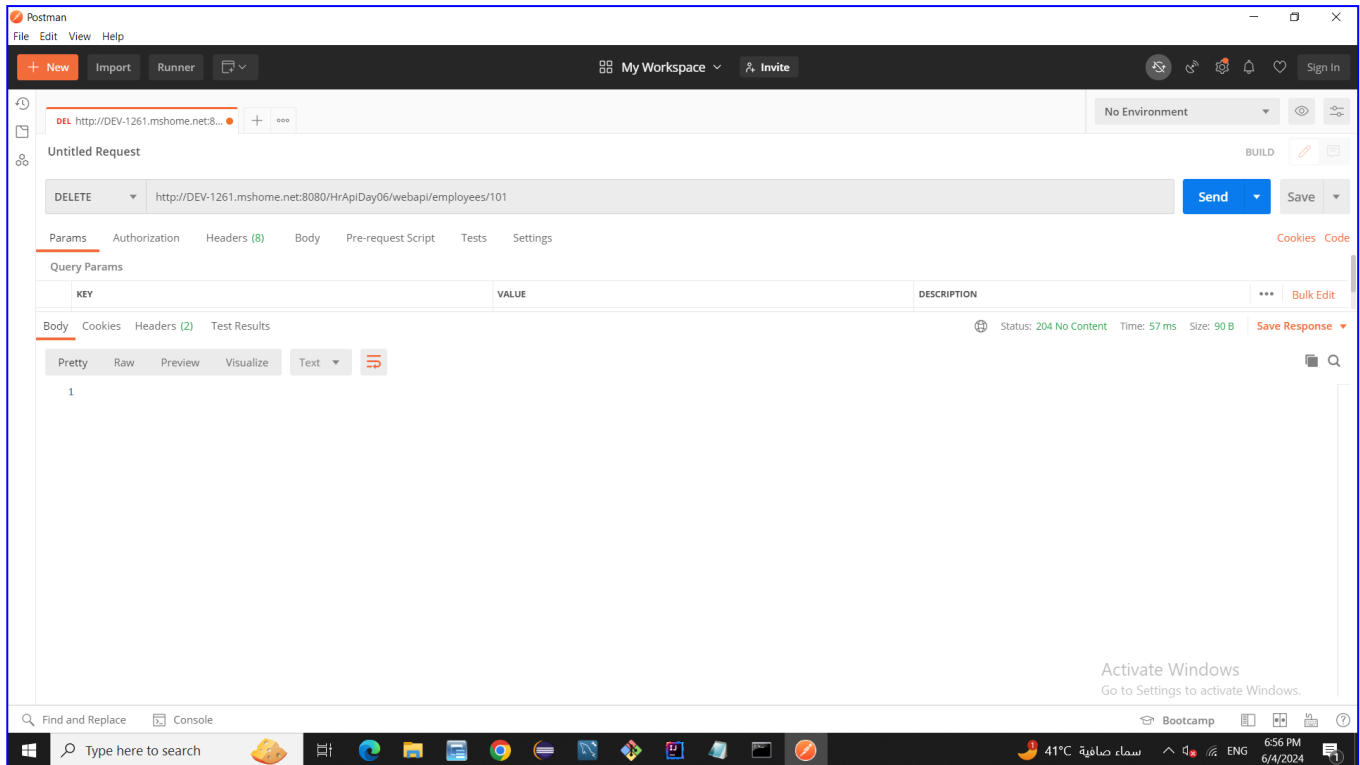 Postman
File Edit View Help
+ New Import Runner My Workspace Invite Sign In
DEL http://DEV-1261.mshome.net:8... No Environment
Untitled Request BUILD
DELETE http://DEV-1261.mshome.net:8080/HrApiDay06/webapi/employees/101 Send Save
Params Authorization Headers (8) Body Pre-request Script Tests Settings Cookies Code
Query Params
KEY VALUE DESCRIPTION ••• Bulk Edit
Body Cookies Headers (2) Test Results Status: 204 No Content Time: 57 ms Size: 90 B Save Response
Pretty Raw Preview Visualize Text
1
Activate Windows
Go to Settings to activate Windows.
Find and Replace Console Bootcamp
Type here to search 41°C سماء صافية ENG 6:56 PM
6/4/2024